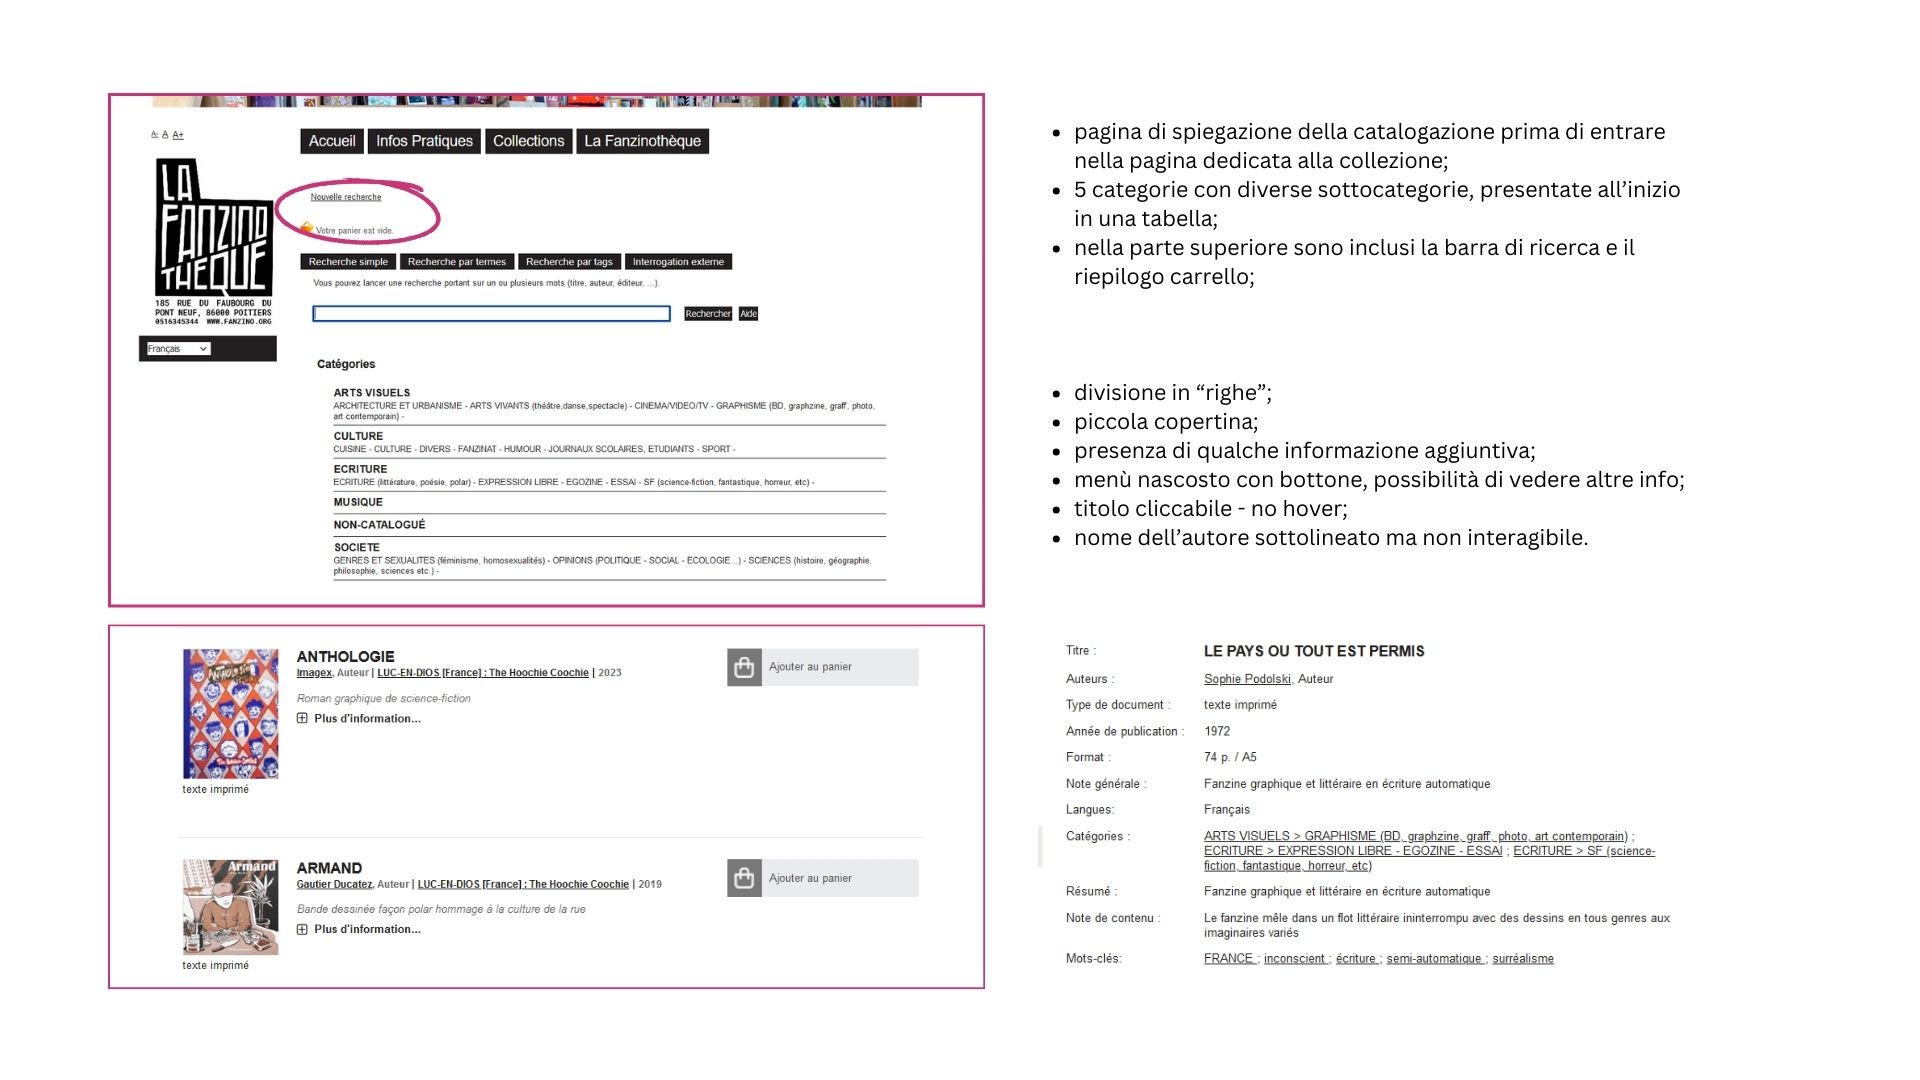 A- A A+
Accueil
Infos Pratiques
Collections
La Fanzinothèque
LA
FANZINO
THEQUE
185 RUE DU FAUBOURG DU
PONT NEUF, 86000 POITIERS
0516345344 WWW.FANZINO.ORG
Français
Nouvelle recherche
Votre panier est vide.
Recherche simple
Recherche par termes
Recherche par tags
Interrogation externe
Vous pouvez lancer une recherche portant sur un ou plusieurs mots (titre, auteur, éditeur, ...).
Rechercher
Aide
Catégories
ARTS VISUELS
ARCHITECTURE ET URBANISME - ARTS VIVANTS (théâtre,danse,spectacle) - CINEMA/VIDEO/TV - GRAPHISME (BD, graphzine, graff, photo,
art contemporain) -
CULTURE
CUISINE - CULTURE - DIVERS - FANZINAT - HUMOUR - JOURNAUX SCOLAIRES, ETUDIANTS - SPORT -
ECRITURE
ECRITURE (littérature, poésie, polar) - EXPRESSION LIBRE - EGOZINE - ESSAI - SF (science-fiction, fantastique, horreur, etc) -
MUSIQUE
NON-CATALOGUÉ
SOCIETE
GENRES ET SEXUALITES (féminisme, homosexualités) - OPINIONS (POLITIQUE - SOCIAL - ECOLOGIE...) - SCIENCES (histoire, géographie,
philosophie, sciences etc.) -
• pagina di spiegazione della catalogazione prima di entrare
nella pagina dedicata alla collezione;
• 5 categorie con diverse sottocategorie, presentate all’inizio
in una tabella;
• nella parte superiore sono inclusi la barra di ricerca e il
riepilogo carrello;
• divisione in “righe”;
• piccola copertina;
• presenza di qualche informazione aggiuntiva;
• menù nascosto con bottone, possibilità di vedere altre info;
• titolo cliccabile - no hover;
• nome dell’autore sottolineato ma non interagibile.
ANTHOLOGIE
Imagex, Auteur | LUC-EN-DIOS [France] : The Hoochie Coochie | 2023
Roman graphique de science-fiction
Plus d'information...
Ajouter au panier
texte imprimé
Armand
ARMAND
Gautier Ducatez, Auteur | LUC-EN-DIOS [France] : The Hoochie Coochie | 2019
Bande dessinée façon polar hommage à la culture de la rue
Plus d'information...
Ajouter au panier
texte imprimé
Titre : LE PAYS OU TOUT EST PERMIS
Auteurs : Sophie Podolski, Auteur
Type de document : texte imprimé
Année de publication : 1972
Format : 74 p. / A5
Note générale : Fanzine graphique et littéraire en écriture automatique
Langues: Français
Catégories : ARTS VISUELS > GRAPHISME (BD, graphzine, graff, photo, art contemporain) ;
ECRITURE > EXPRESSION LIBRE - EGOZINE - ESSAI ; ECRITURE > SF (science-
fiction, fantastique, horreur, etc)
Résumé : Fanzine graphique et littéraire en écriture automatique
Note de contenu : Le fanzine mêle dans un flot littéraire ininterrompu avec des dessins en tous genres aux
imaginaires variés
Mots-clés: FRANCE ; inconscient ; écriture ; semi-automatique ; surréalisme